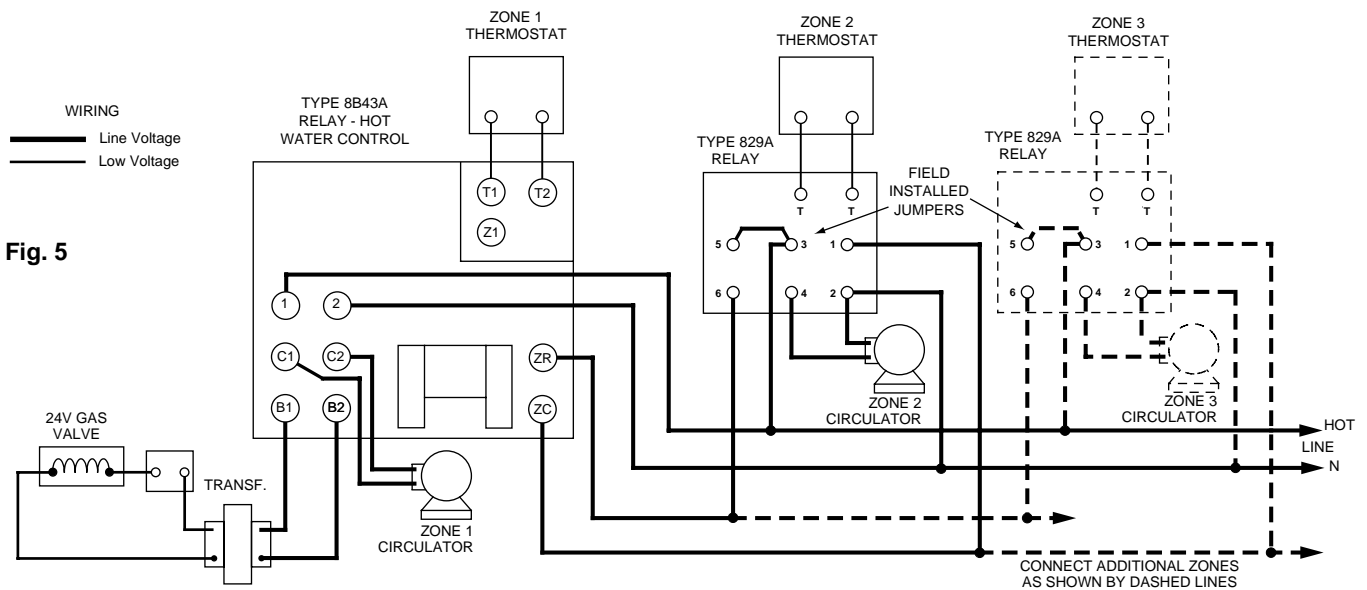 ZONE 1
THERMOSTAT
ZONE 2
THERMOSTAT
ZONE 3
THERMOSTAT
WIRING
Line Voltage
Low Voltage
TYPE 8B43A
RELAY - HOT
WATER CONTROL
TYPE 829A
RELAY
FIELD
INSTALLED
JUMPERS
TYPE 829A
RELAY
Fig. 5
T1
T2
Z1
T
T
T
T
5
3
1
5
3
1
1
2
6
4
2
6
4
2
C1
C2
ZR
B1
B2
ZC
ZONE 2
CIRCULATOR
ZONE 3
CIRCULATOR
HOT
LINE
N
24V GAS
VALVE
TRANSF.
ZONE 1
CIRCULATOR
CONNECT ADDITIONAL ZONES
AS SHOWN BY DASHED LINES